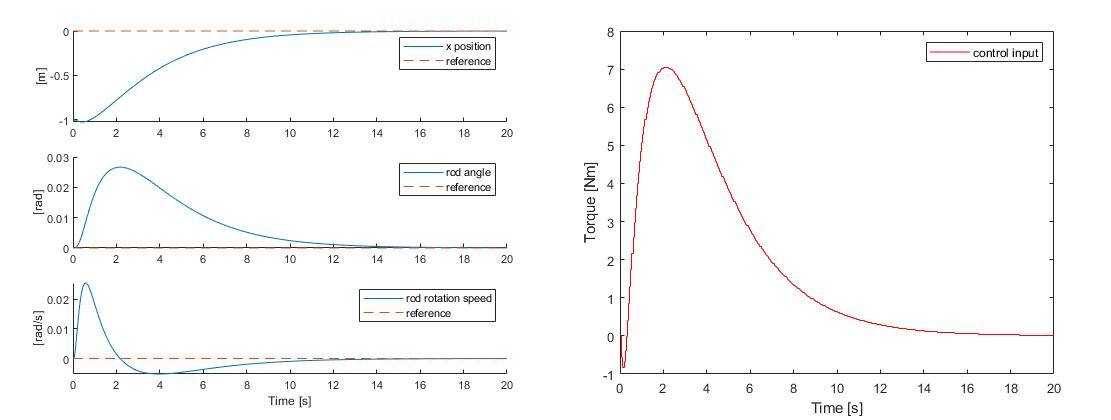 0
-0.5
-1
[m]
x position
reference
0 2 4 6 8 10 12 14 16 18 20
0.03
0.02
0.01
0
[rad]
rod angle
reference
0 2 4 6 8 10 12 14 16 18 20
0.02
0.01
0
[rad/s]
rod rotation speed
reference
0 2 4 6 8 10 12 14 16 18 20
Time [s]
8
7
6
5
4
3
2
1
0
-1
Torque [Nm]
control input
0 2 4 6 8 10 12 14 16 18 20
Time [s]